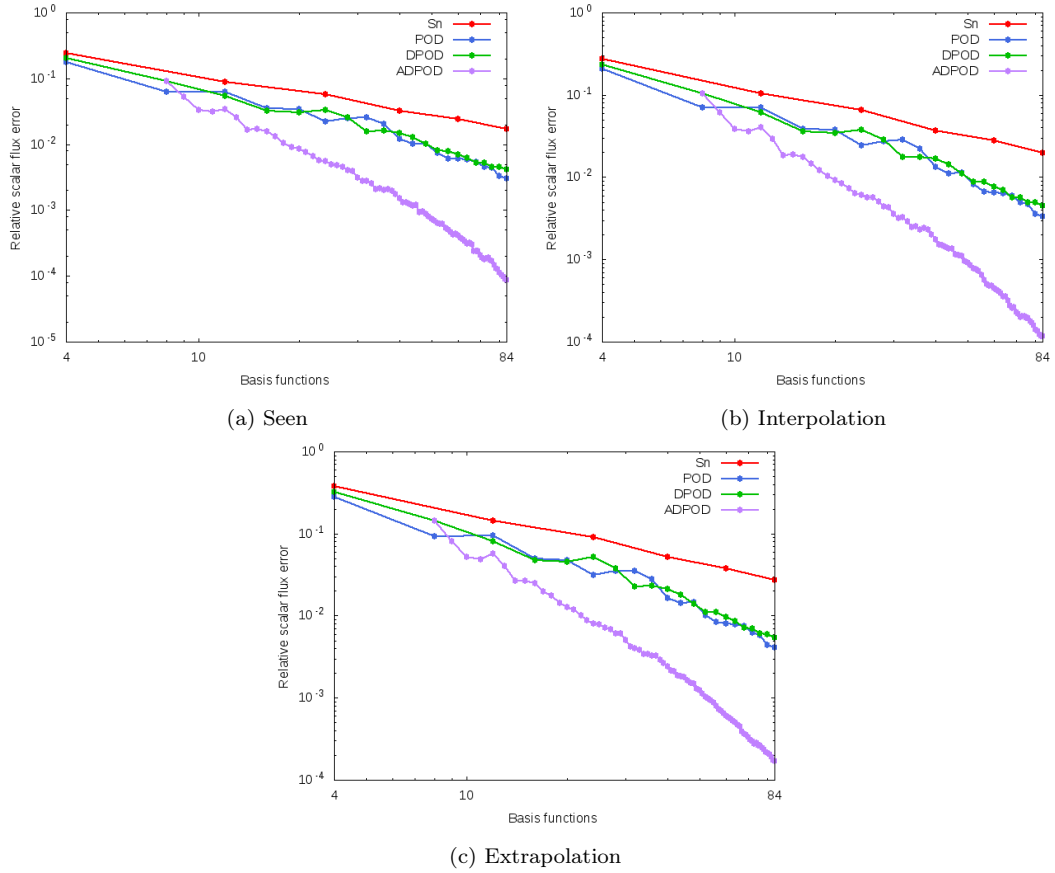 10^0
10^-1
10^-2
10^-3
10^-4
10^-5
Relative scalar flux error
Sn
POD
DPOD
ADPOD
4
10
84
Basis functions
(a) Seen
10^0
10^-1
10^-2
10^-3
10^-4
Relative scalar flux error
Sn
POD
DPOD
ADPOD
4
10
84
Basis functions
(b) Interpolation
10^0
10^-1
10^-2
10^-3
10^-4
Relative scalar flux error
Sn
POD
DPOD
ADPOD
4
10
84
Basis functions
(c) Extrapolation